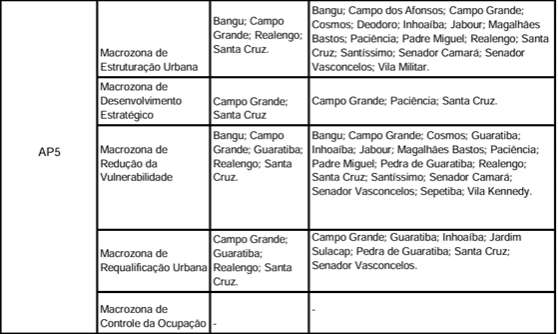 AP5
Macrozona de
Estruturação Urbana
Bangu; Campo
Grande; Realengo;
Santa Cruz.
Bangu; Campo dos Afonsos; Campo Grande;
Cosmos; Deodoro; Inhoaíba; Jabour; Magalhães
Bastos; Paciência; Padre Miguel; Realengo; Santa
Cruz; Santíssimo; Senador Camará; Senador
Vasconcelos; Vila Militar.
Macrozona de
Desenvolvimento
Estratégico
Campo Grande;
Santa Cruz
Campo Grande; Paciência; Santa Cruz.
Macrozona de
Redução da
Vulnerabilidade
Bangu; Campo
Grande; Guaratiba;
Realengo; Santa
Cruz.
Bangu; Campo Grande; Cosmos; Guaratiba;
Inhoaíba; Jabour; Magalhães Bastos; Paciência;
Padre Miguel; Pedra de Guaratiba; Realengo;
Santa Cruz; Santíssimo; Senador Camará;
Senador Vasconcelos; Sepetiba; Vila Kennedy.
Macrozona de
Requalificação Urbana
Campo Grande;
Guaratiba;
Realengo; Santa
Cruz.
Campo Grande; Guaratiba; Inhoaíba; Jardim
Sulacap; Pedra de Guaratiba; Santa Cruz;
Senador Vasconcelos.
Macrozona de
Controle da Ocupação
-
-